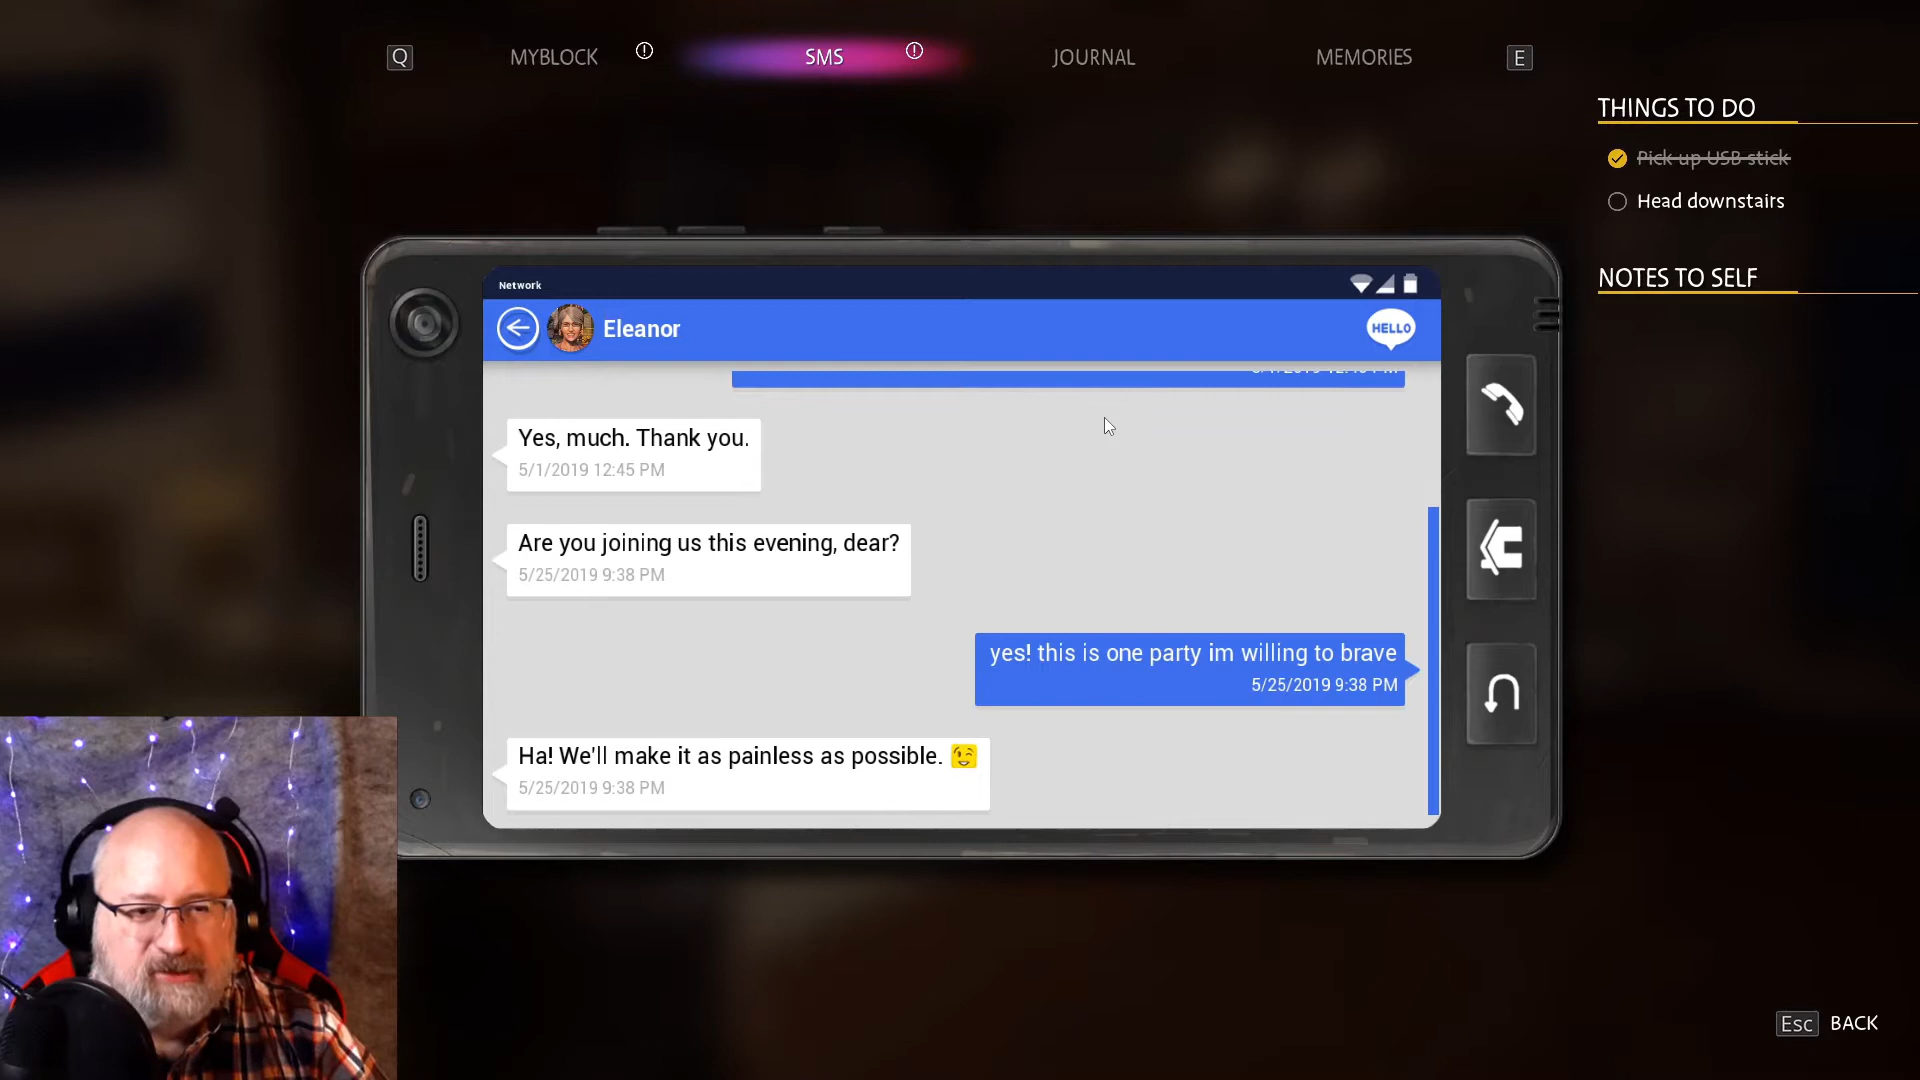 Q
MYBLOCK
SMS
JOURNAL
MEMORIES
E
THINGS TO DO
Pick up USB stick
Head downstairs
NOTES TO SELF
Network
Eleanor
HELLO
Yes, much. Thank you.
5/1/2019 12:45 PM
Are you joining us this evening, dear?
5/25/2019 9:38 PM
yes! this is one party im willing to brave
5/25/2019 9:38 PM
Ha! We'll make it as painless as possible.
5/25/2019 9:38 PM
Esc BACK